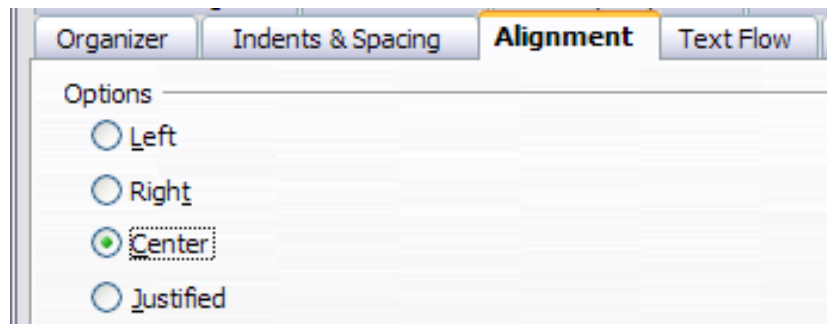 Organizer Indents & Spacing Alignment Text Flow
Options
Left
Right
Center
Justified